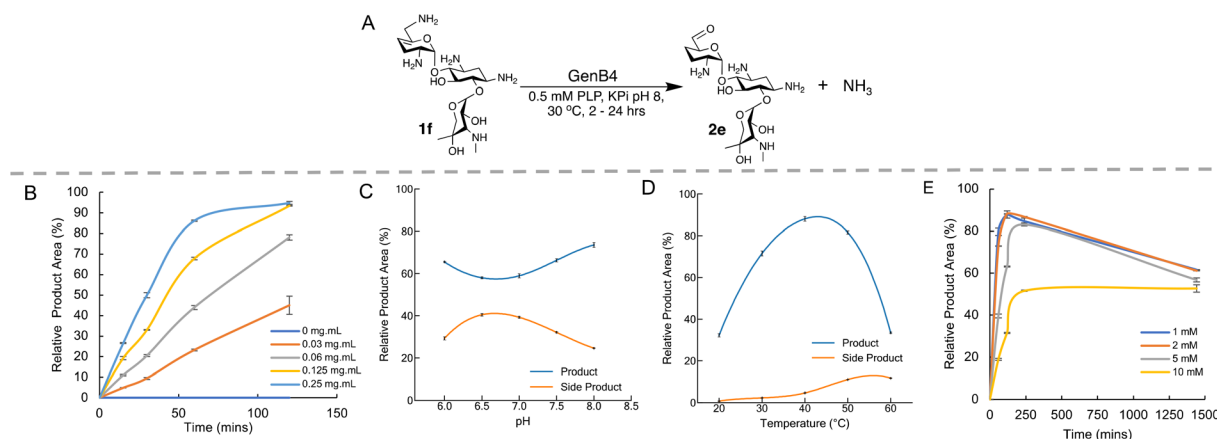 A
NH₂
O
H₂N
O
H₂N
NH₂
HO
O
O
OH
NH
OH
1f
GenB4
0.5 mM PLP, KPi pH 8,
30 °C, 2 - 24 hrs
O
O
H₂N
O
H₂N
NH₂
HO
O
O
OH
NH
OH
2e
+ NH₃
B
Relative Product Area (%)
100
90
80
70
60
50
40
30
20
10
0
0 mg.mL
0.03 mg.mL
0.06 mg.mL
0.125 mg.mL
0.25 mg.mL
0 50 100 150
Time (mins)
C
Relative Product Area (%)
100
80
60
40
20
0
Product
Side Product
6.0 6.5 7.0 7.5 8.0 8.5
pH
D
Relative Product Area (%)
100
80
60
40
20
0
Product
Side Product
20 30 40 50 60
Temperature (°C)
E
Relative Product Area (%)
100
80
60
40
20
0
1 mM
2 mM
5 mM
10 mM
0 250 500 750 1000 1250 1500
Time (mins)